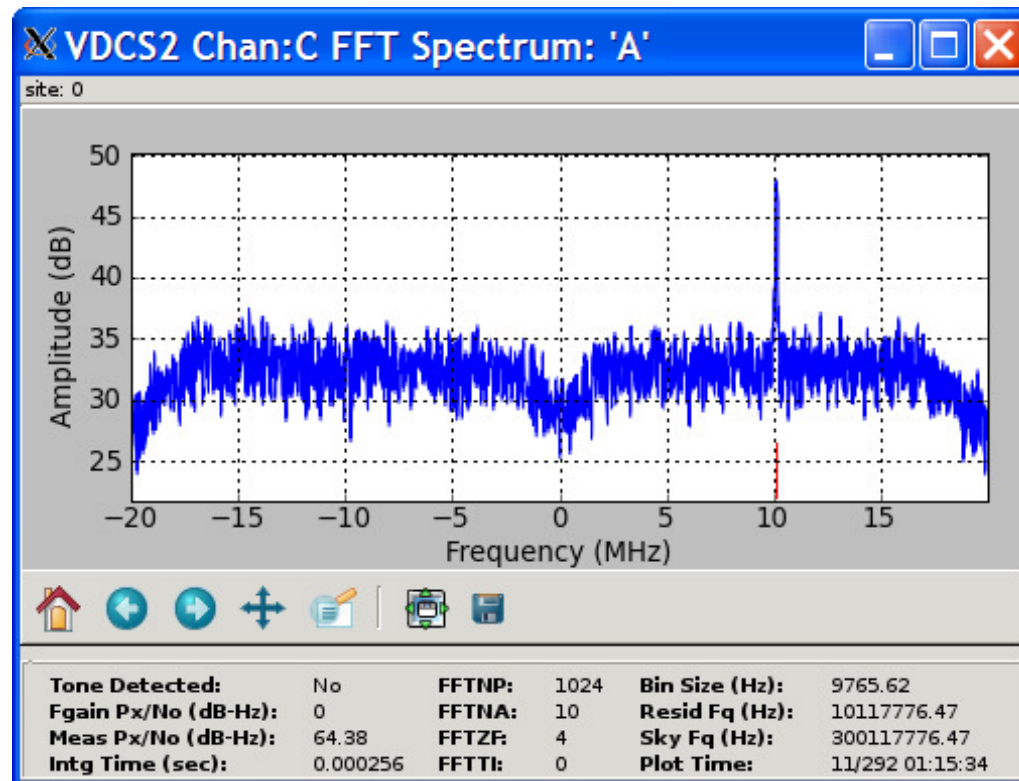 VDCS2 Chan:C FFT Spectrum: 'A'
site: 0
50
45
40
35
30
25
Amplitude (dB)
−20 −15 −10 −5 0 5 10 15
Frequency (MHz)
Tone Detected: No FFTNP: 1024 Bin Size (Hz): 9765.62
Fgain Px/No (dB-Hz): 0 FFTNA: 10 Resid Fq (Hz): 10117776.47
Meas Px/No (dB-Hz): 64.38 FFTZF: 4 Sky Fq (Hz): 300117776.47
Intg Time (sec): 0.000256 FFTTI: 0 Plot Time: 11/292 01:15:34